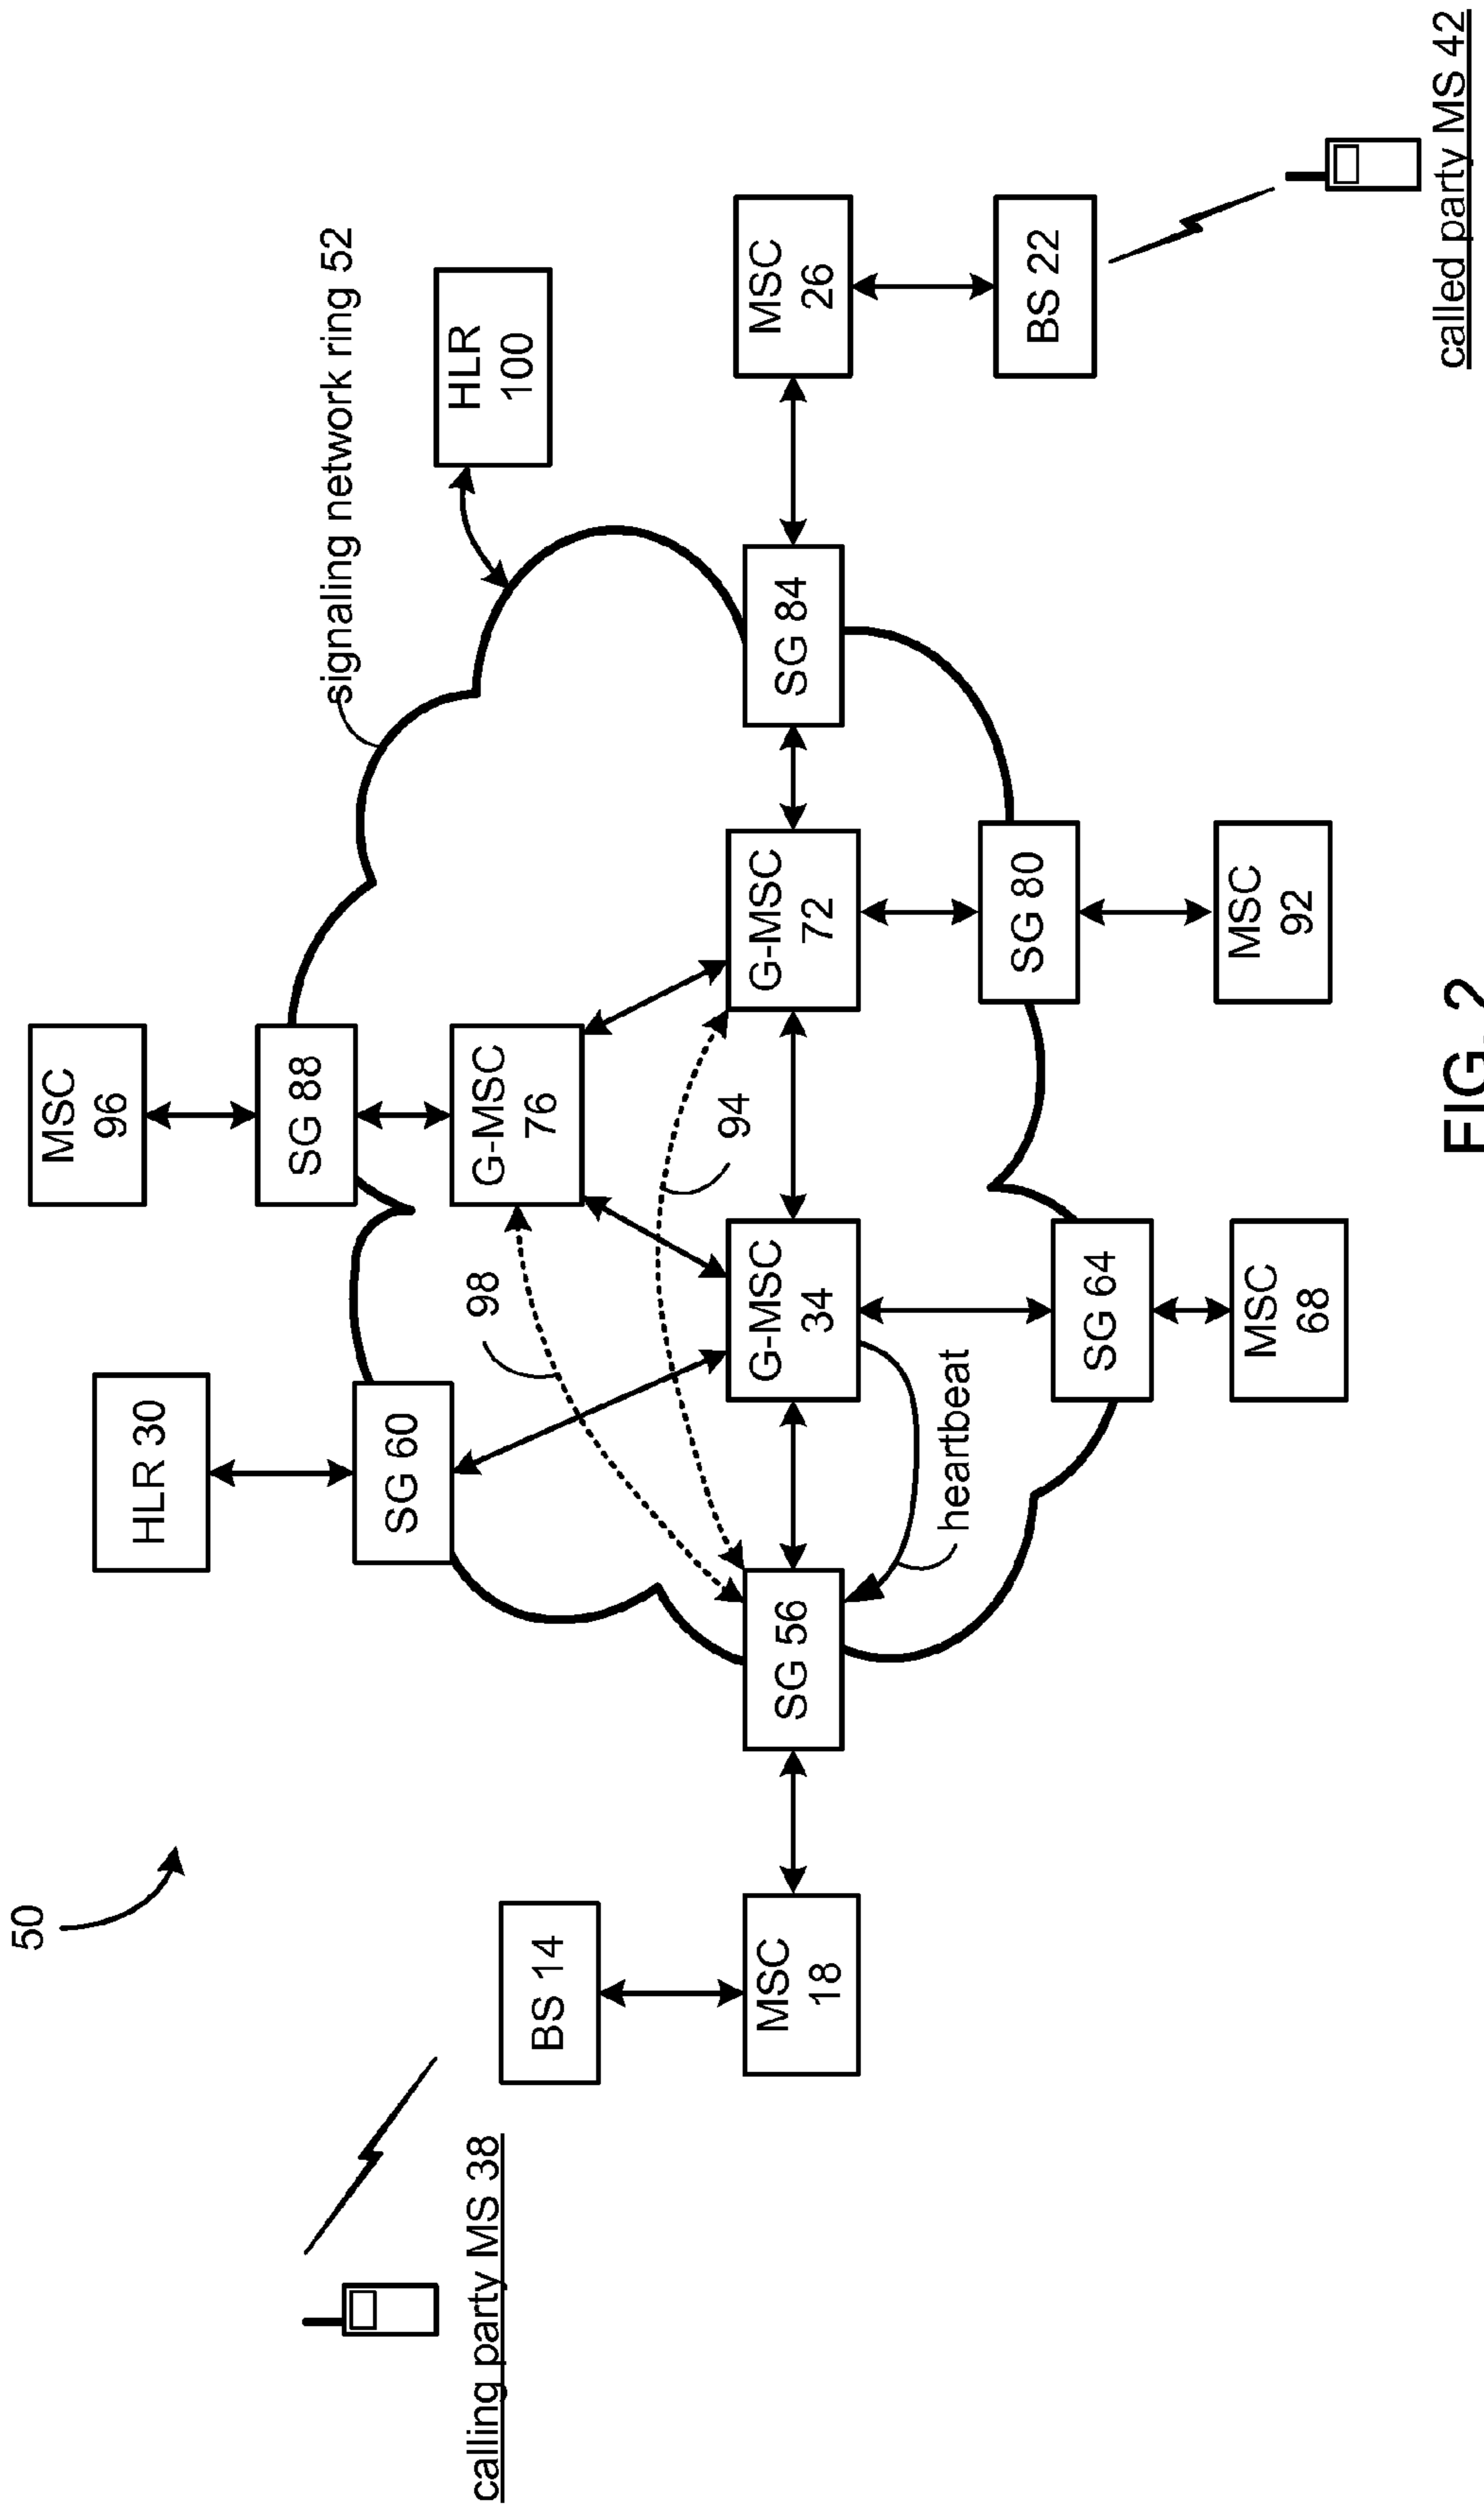 50
signaling network ring 52
MSC
96
HLR 30
SG 88
HLR
100
SG 60
G-MSC
76
98
94
calling party MS 38
BS 14
MSC
18
SG 56
G-MSC
34
G-MSC
72
SG 84
MSC
26
heartbeat
SG 64
SG 80
BS 22
MSC
68
MSC
92
called party MS 42